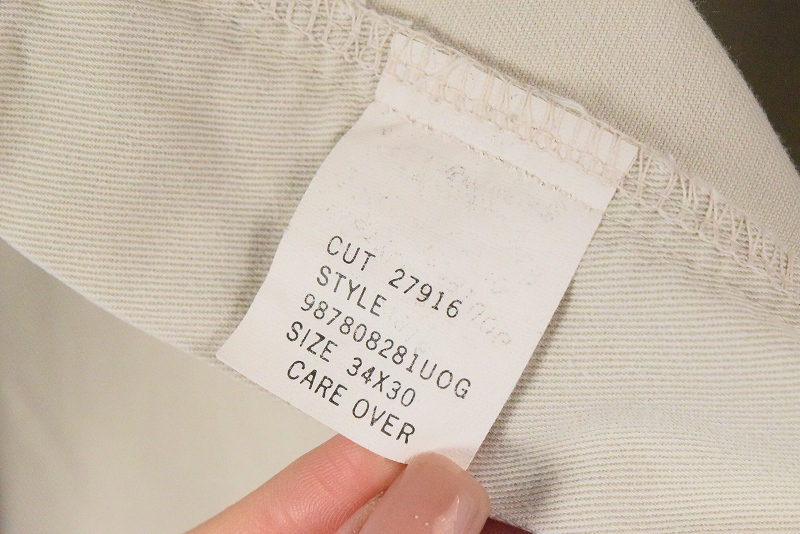 CUT 27916
STYLE
987808281UOG
SIZE 34X30
CARE OVER